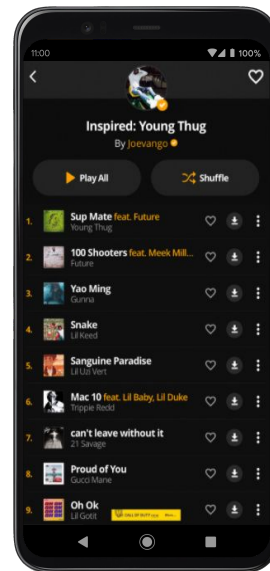 11:00
100%
Inspired: Young Thug
By Joevango
Play All
Shuffle
1.
Sup Mate feat. Future
Young Thug
2.
100 Shooters feat. Meek Mill...
Future
3.
Yao Ming
Gunna
4.
Snake
Lil Keed
5.
Sanguine Paradise
Lil Uzi Vert
6.
Mac 10 feat. Lil Baby, Lil Duke
Trippie Redd
7.
can't leave without it
21 Savage
8.
Proud of You
Gucci Mane
9.
Oh Ok
Lil Gotit